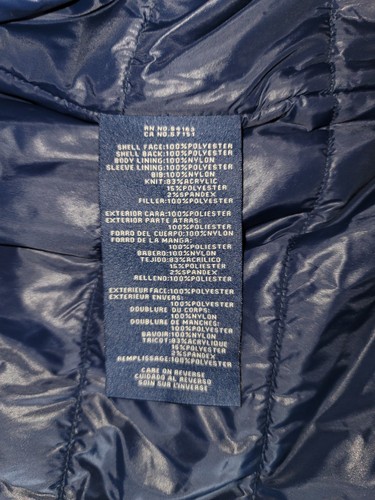 RN NO.84163
CA NO.57151
SHELL FACE:100%POLYESTER
SHELL BACK:100%POLYESTER
BODY LINING:100%NYLON
SLEEVE LINING:100%POLYESTER
BIB:100%NYLON
KNIT:83%ACRYLIC
15%POLYESTER
2%SPANDEX
FILLER:100%POLYESTER
EXTERIOR CARA:100%POLIESTER
EXTERIOR PARTE ATRAS:
100%POLIESTER
FORRO DEL CUERPO:100%NYLON
FORRO DE LA MANGA:
100%POLIESTER
BABERO:100%NYLON
TEJIDO:83%ACRILICO
15%POLIESTER
2%SPANDEX
RELLENO:100%POLIESTER
EXTERIEUR FACE:100%POLYESTER
EXTERIEUR ENVERS:
100%POLYESTER
DOUBLURE DU CORPS:
100%NYLON
DOUBLURE DE MANCHES:
100%POLYESTER
BAVOIR:100%NYLON
TRICOT:83%ACRYLIQUE
15%POLYESTER
2%SPANDEX
REMPLISSAGE:100%POLYESTER
CARE ON REVERSE
CUIDADO AL REVERSO
SOIN SUR L'INVERSE